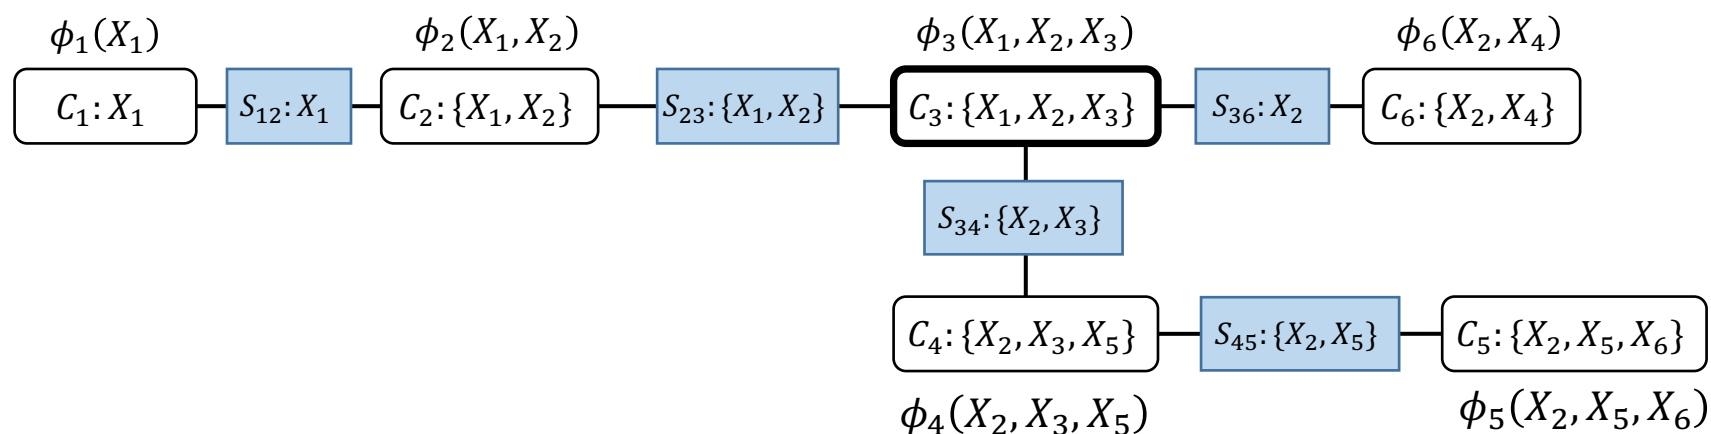 ϕ₁(X₁) ϕ₂(X₁, X₂) ϕ₃(X₁, X₂, X₃) ϕ₆(X₂, X₄)
C₁: X₁ S₁₂: X₁ C₂: {X₁, X₂} S₂₃: {X₁, X₂} C₃: {X₁, X₂, X₃} S₃₆: X₂ C₆: {X₂, X₄}
S₃₄: {X₂, X₃}
C₄: {X₂, X₃, X₅} S₄₅: {X₂, X₅} C₅: {X₂, X₅, X₆}
ϕ₄(X₂, X₃, X₅) ϕ₅(X₂, X₅, X₆)